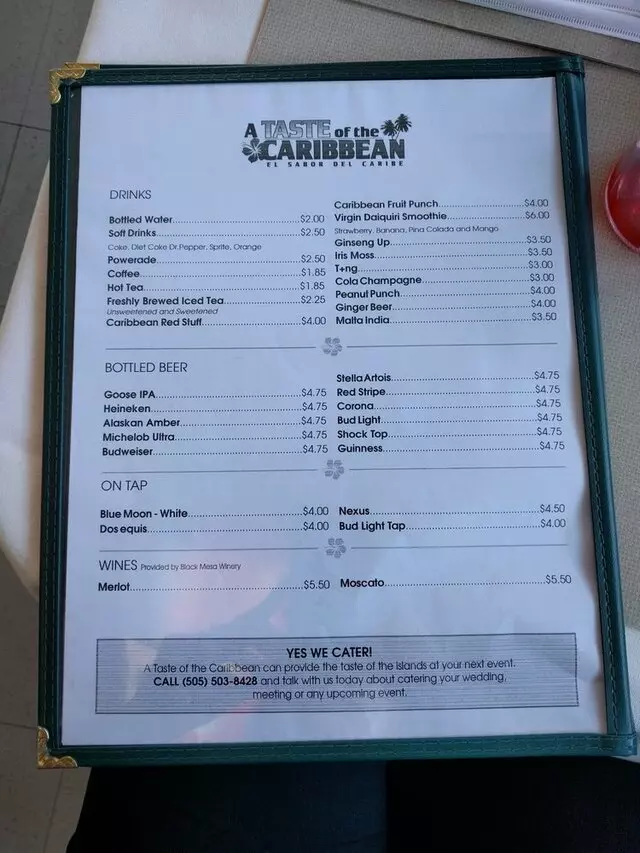 A TASTE of the
CARIBBEAN
EL SABOR DEL CARIBE
DRINKS
Bottled Water $2.00
Soft Drinks $2.50
Coke, Diet Coke Dr.Pepper, Sprite, Orange
Powerade $2.50
Coffee $1.85
Hot Tea $1.85
Freshly Brewed Iced Tea $2.25
Unsweetened and Sweetened
Caribbean Red Stuff $4.00
Caribbean Fruit Punch $4.00
Virgin Daiquiri Smoothie $6.00
Strawberry, Banana, Pina Colada and Mango
Ginseng Up $3.50
Iris Moss $3.50
T+ng $3.00
Cola Champagne $3.00
Peanut Punch $4.00
Ginger Beer $4.00
Malta India $3.50
BOTTLED BEER
Goose IPA $4.75
Heineken $4.75
Alaskan Amber $4.75
Michelob Ultra $4.75
Budweiser $4.75
Stella Artois $4.75
Red Stripe $4.75
Corona $4.75
Bud Light $4.75
Shock Top $4.75
Guinness $4.75
ON TAP
Blue Moon - White $4.00
Dos equis $4.00
Nexus $4.50
Bud Light Tap $4.00
WINES Provided by Black Mesa Winery
Merlot $5.50
Moscato $5.50
YES WE CATER!
A Taste of the Caribbean can provide the taste of the islands at your next event.
CALL (505) 503-8428 and talk with us today about catering your wedding,
meeting or any upcoming event.